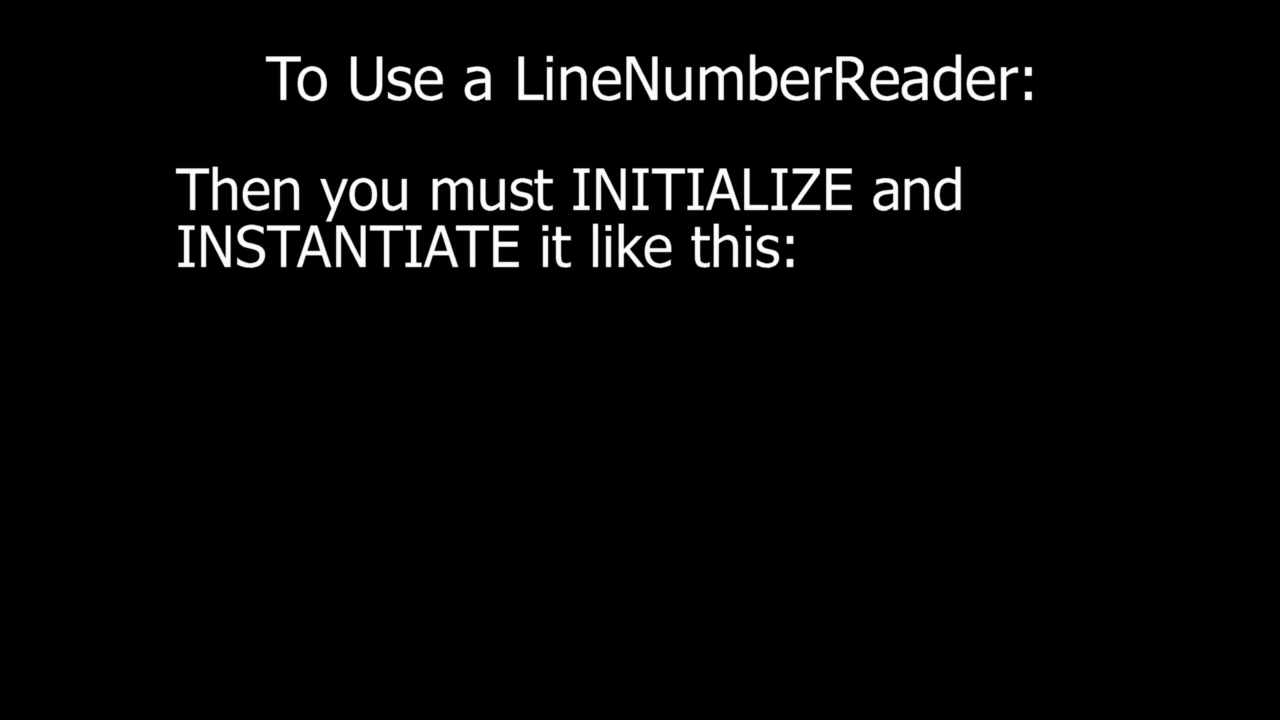 To Use a LineNumberReader:
Then you must INITIALIZE and
INSTANTIATE it like this: